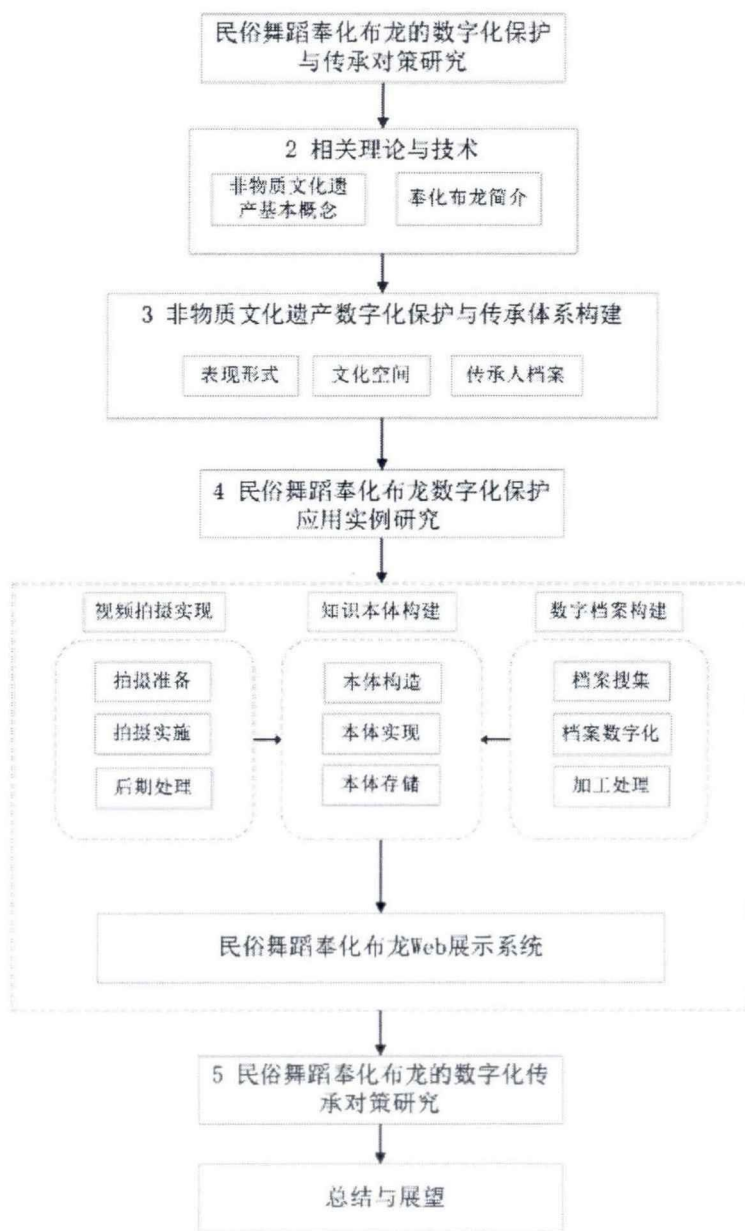 民俗舞蹈奉化布龙的数字化保护
与传承对策研究
2 相关理论与技术
非物质文化遗
产基本概念
奉化布龙简介
3 非物质文化遗产数字化保护与传承体系构建
表现形式
文化空间
传承人档案
4 民俗舞蹈奉化布龙数字化保护
应用实例研究
视频拍摄实现
知识本体构建
数字档案构建
拍摄准备
本体构造
档案搜集
拍摄实施
本体实现
档案数字化
后期处理
本体存储
加工处理
民俗舞蹈奉化布龙Web展示系统
5 民俗舞蹈奉化布龙的数字化传
承对策研究
总结与展望